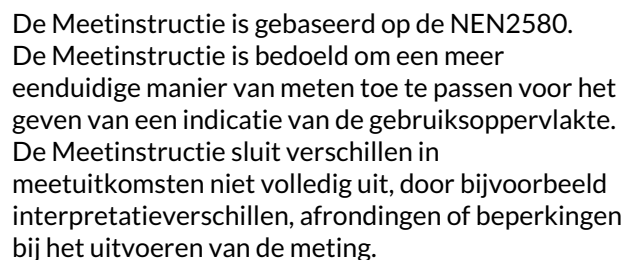 De Meetinstructie is gebaseerd op de NEN2580.
De Meetinstructie is bedoeld om een meer
eenduidige manier van meten toe te passen voor het
geven van een indicatie van de gebruiksoppervlakte.
De Meetinstructie sluit verschillen in
meetuitkomsten niet volledig uit, door bijvoorbeeld
interpretatieverschillen, afrondingen of beperkingen
bij het uitvoeren van de meting.